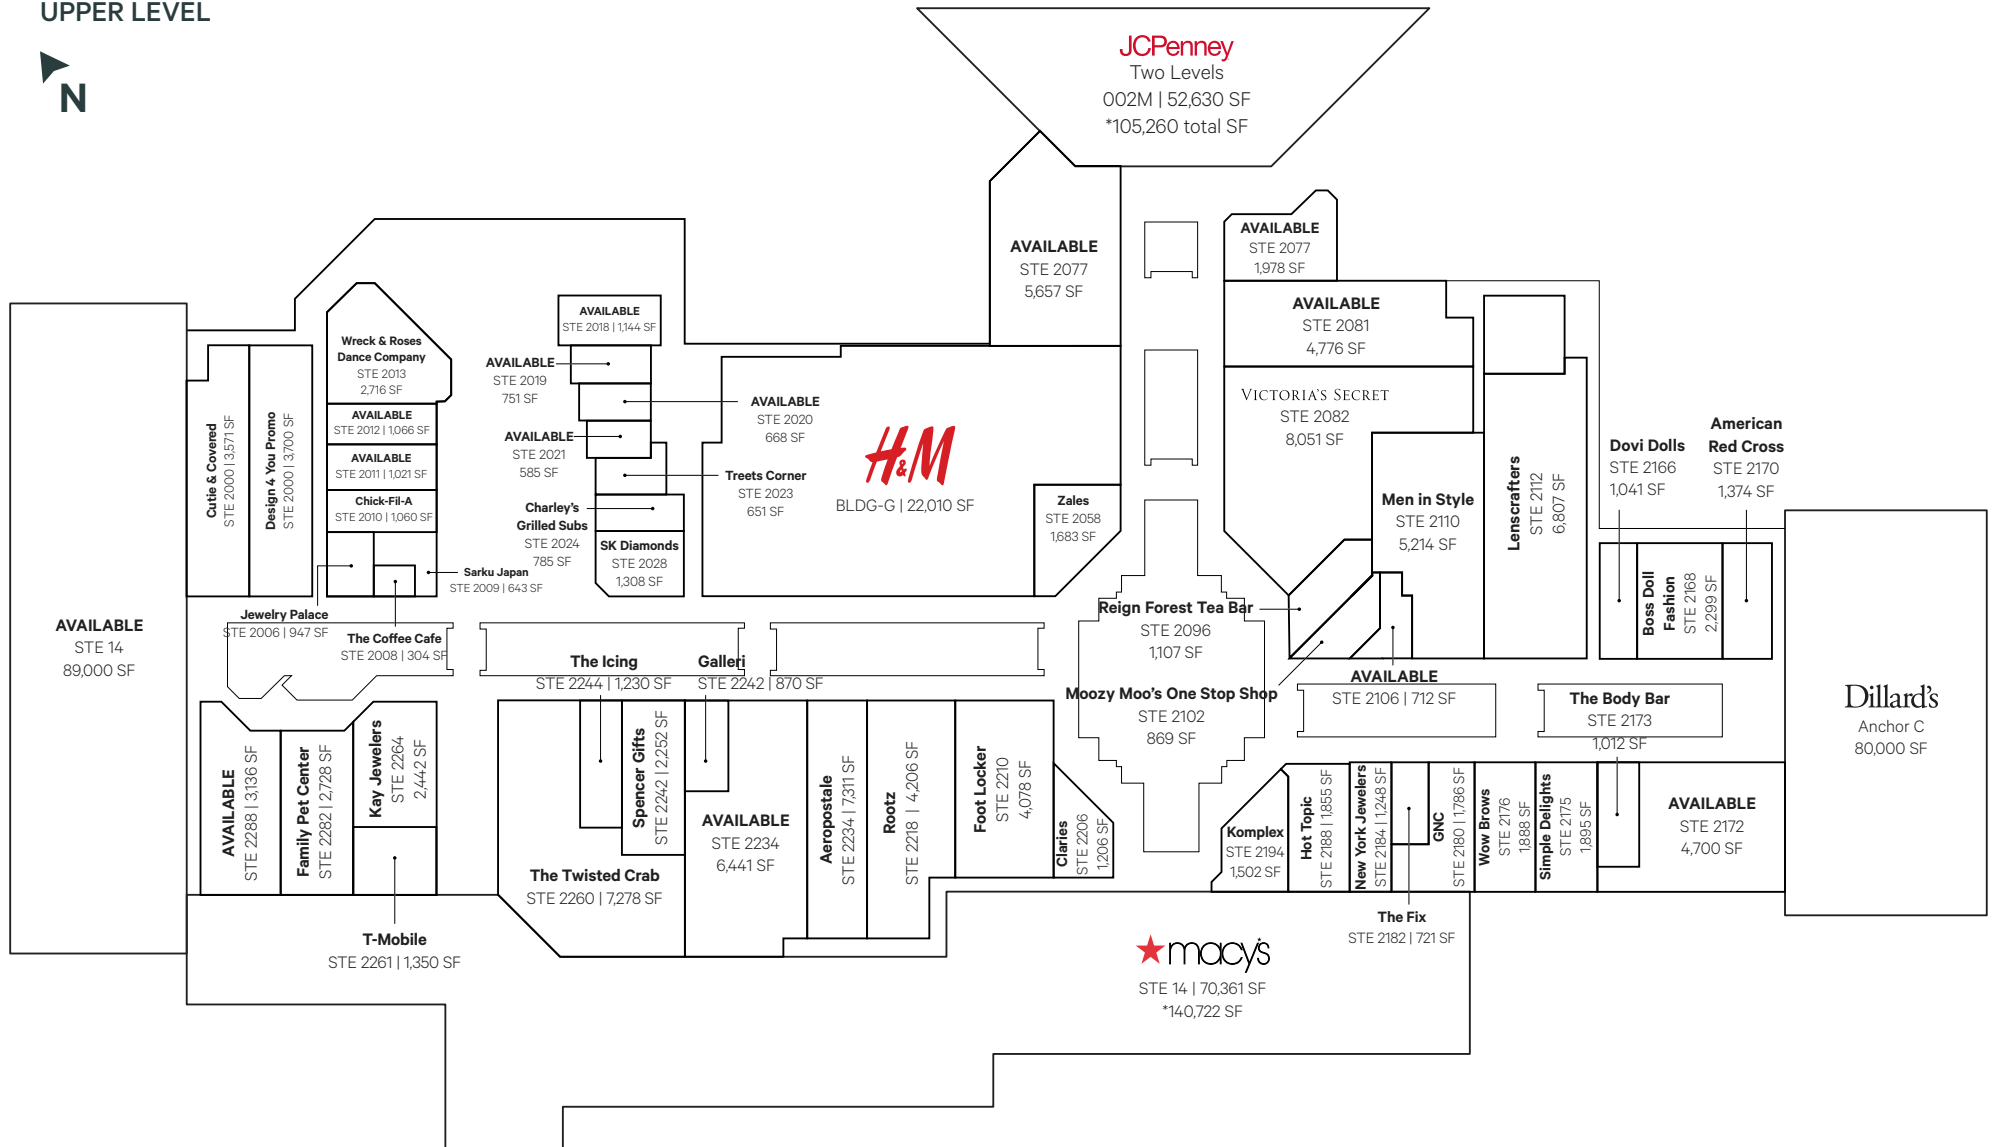 UPPER LEVEL
N
JCPenney
Two Levels
002M | 52,630 SF
*105,260 total SF
AVAILABLE
STE 2077
5,657 SF
AVAILABLE
STE 2077
1,978 SF
AVAILABLE
STE 2081
4,776 SF
VICTORIA'S SECRET
STE 2082
8,051 SF
Men in Style
STE 2110
5,214 SF
Lenscrafters
STE 2112
6,807 SF
Dovi Dolls
STE 2166
1,041 SF
American
Red Cross
STE 2170
1,374 SF
Boss Doll
Fashion
STE 2168
2,299 SF
Dillard's
Anchor C
80,000 SF
AVAILABLE
STE 14
89,000 SF
Cutie & Covered
STE 2000 | 3,571 SF
Design 4 You Promo
STE 2000 | 3,700 SF
Wreck & Roses
Dance Company
STE 2013
2,716 SF
AVAILABLE
STE 2012 | 1,066 SF
AVAILABLE
STE 2011 | 1,021 SF
Chick-Fil-A
STE 2010 | 1,060 SF
Sarku Japan
STE 2009 | 643 SF
Jewelry Palace
STE 2006 | 947 SF
The Coffee Cafe
STE 2008 | 304 SF
AVAILABLE
STE 2018 | 1,144 SF
AVAILABLE
STE 2019
751 SF
AVAILABLE
STE 2020
668 SF
AVAILABLE
STE 2021
585 SF
Treets Corner
STE 2023
651 SF
Charley's
Grilled Subs
STE 2024
785 SF
SK Diamonds
STE 2028
1,308 SF
H&M
BLDG-G | 22,010 SF
Zales
STE 2058
1,683 SF
Reign Forest Tea Bar
STE 2096
1,107 SF
Moozy Moo's One Stop Shop
STE 2102
869 SF
AVAILABLE
STE 2106 | 712 SF
The Body Bar
STE 2173
1,012 SF
The Icing
STE 2244 | 1,230 SF
Galleri
STE 2242 | 870 SF
AVAILABLE
STE 2288 | 3,136 SF
Family Pet Center
STE 2282 | 2,728 SF
Kay Jewelers
STE 2264
2,442 SF
T-Mobile
STE 2261 | 1,350 SF
The Twisted Crab
STE 2260 | 7,278 SF
Spencer Gifts
STE 2242 | 2,252 SF
AVAILABLE
STE 2234
6,441 SF
Aeropostale
STE 2234 | 7,311 SF
Rootz
STE 2218 | 4,206 SF
Foot Locker
STE 2210
4,078 SF
Claries
STE 2206
1,206 SF
Komplex
STE 2194
1,502 SF
Hot Topic
STE 2188 | 1,855 SF
New York Jewelers
STE 2184 | 1,248 SF
The Fix
STE 2182 | 721 SF
GNC
STE 2180 | 1,786 SF
Wow Brows
STE 2176
1,888 SF
Simple Delights
STE 2175
1,895 SF
AVAILABLE
STE 2172
4,700 SF
macy's
STE 14 | 70,361 SF
*140,722 SF